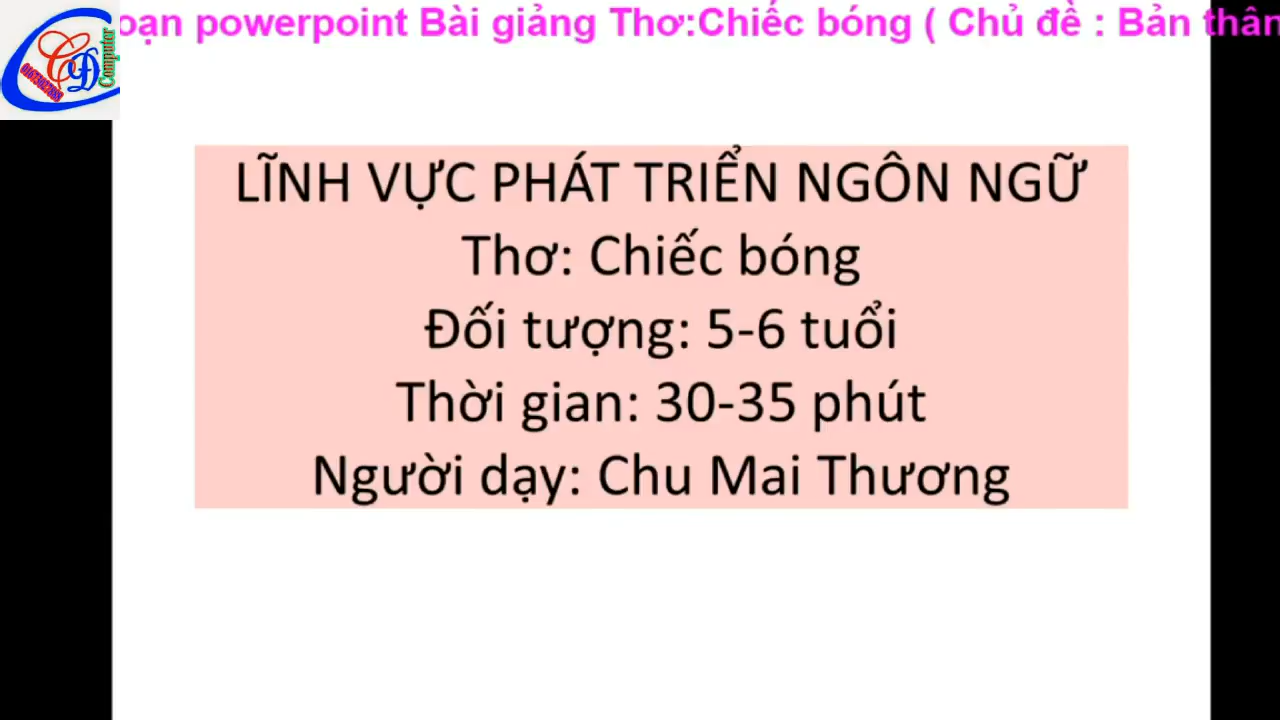 oạn powerpoint Bài giảng Thơ:Chiếc bóng ( Chủ đề : Bản thân
Computer
LĨNH VỰC PHÁT TRIỂN NGÔN NGỮ
Thơ: Chiếc bóng
Đối tượng: 5-6 tuổi
Thời gian: 30-35 phút
Người dạy: Chu Mai Thương